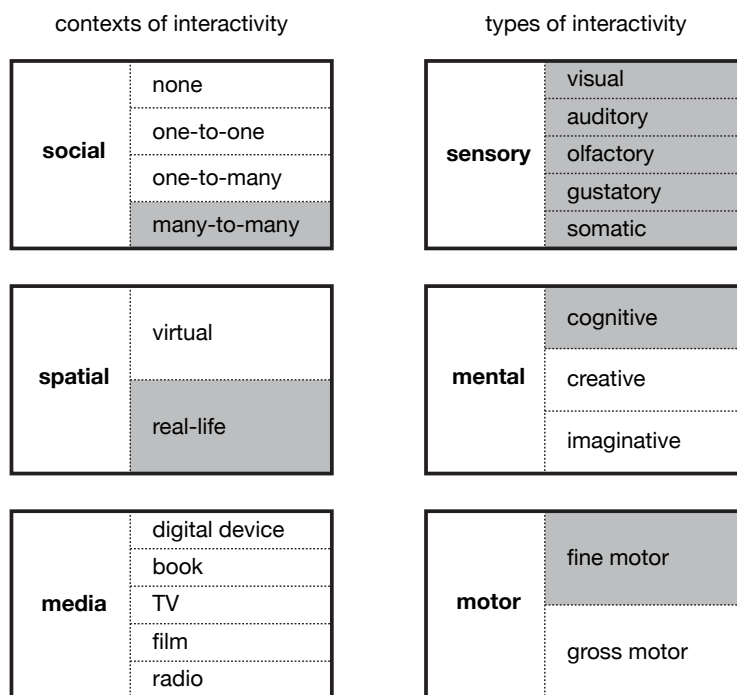 contexts of interactivity
types of interactivity
social
none
one-to-one
one-to-many
many-to-many
sensory
visual
auditory
olfactory
gustatory
somatic
spatial
virtual
real-life
mental
cognitive
creative
imaginative
media
digital device
book
TV
film
radio
motor
fine motor
gross motor